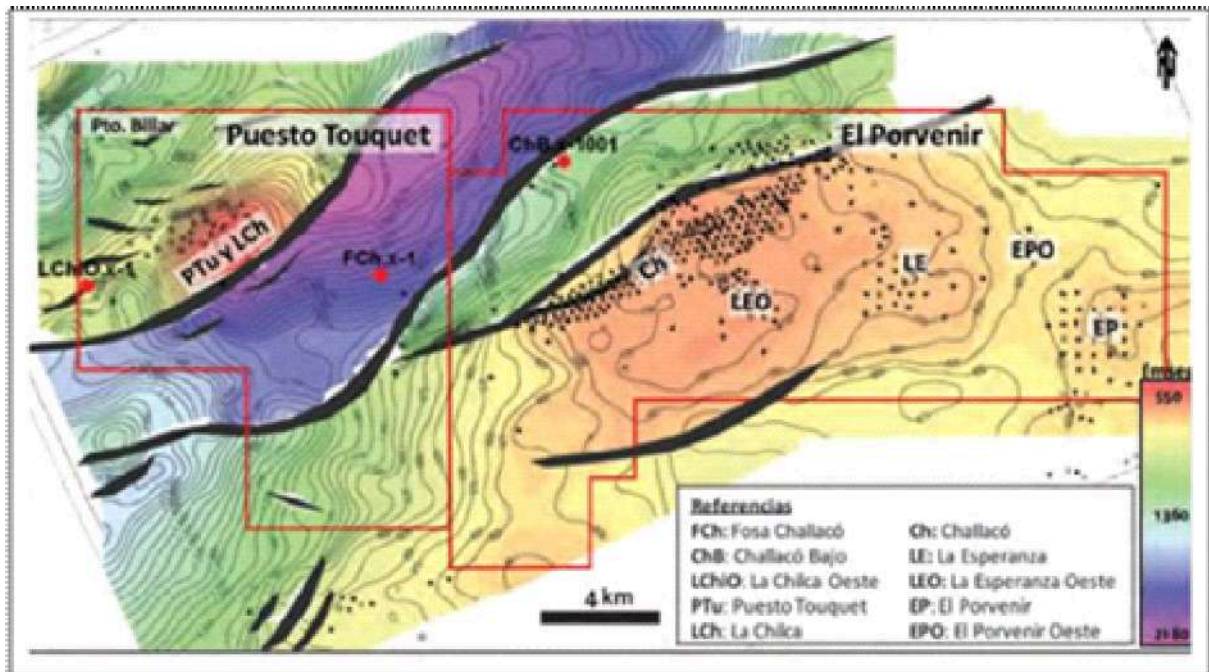 Pto. Billar
Puesto Touquet
ChB.x-1001
El Porvenir
PTu y LCh
LChiO.x-1
FCh.x-1
Ch
LEO
LE
EPO
EP
550
1360
2180
4 km
Referencias
FCh: Fosa Challacó
ChB: Challacó Bajo
LChiO: La Chilca Oeste
PTu: Puesto Touquet
LCh: La Chilca
Ch: Challacó
LE: La Esperanza
LEO: La Esperanza Oeste
EP: El Porvenir
EPO: El Porvenir Oeste